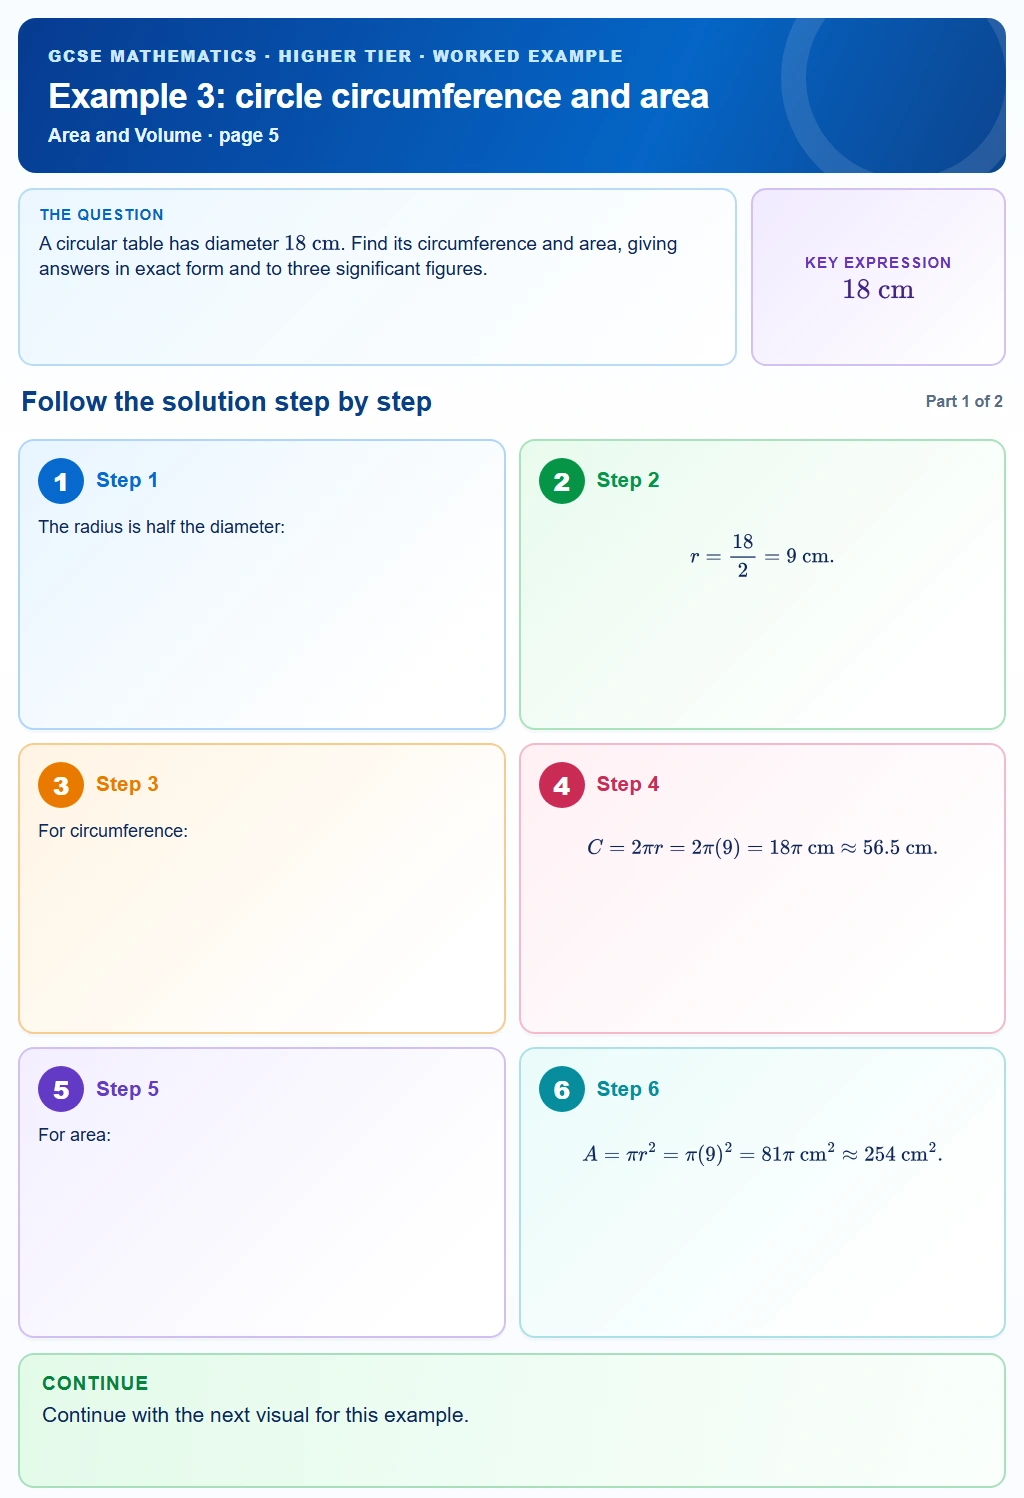 GCSE MATHEMATICS · HIGHER TIER · WORKED EXAMPLE
Example 3: circle circumference and area
Area and Volume · page 5
THE QUESTION
A circular table has diameter 18 cm. Find its circumference and area, giving
answers in exact form and to three significant figures.
KEY EXPRESSION
18 cm
Follow the solution step by step
Part 1 of 2
1 Step 1
The radius is half the diameter:
2 Step 2
r = 18/2 = 9 cm.
3 Step 3
For circumference:
4 Step 4
C = 2πr = 2π(9) = 18π cm ≈ 56.5 cm.
5 Step 5
For area:
6 Step 6
A = πr² = π(9)² = 81π cm² ≈ 254 cm².
CONTINUE
Continue with the next visual for this example.